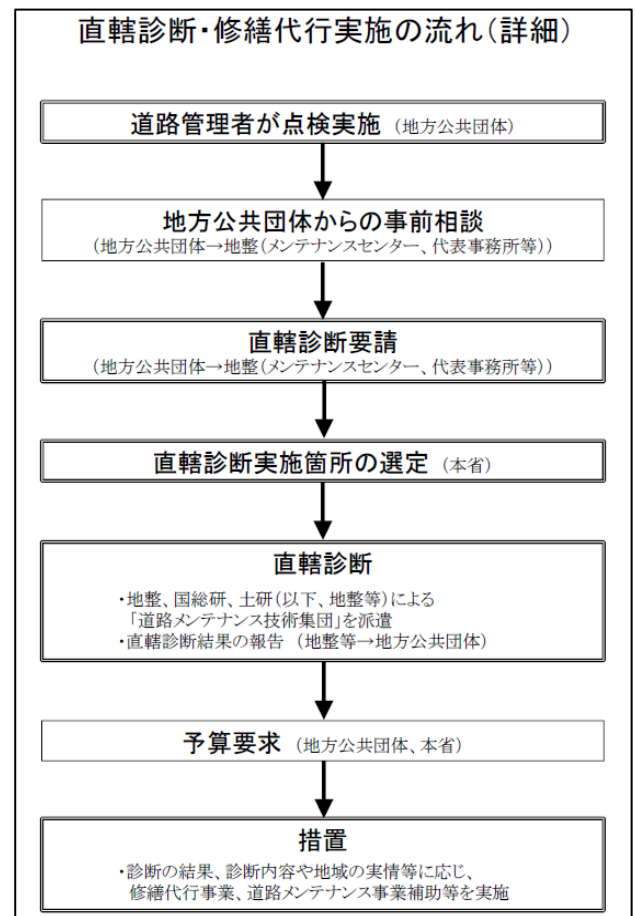 直轄診断・修繕代行実施の流れ(詳細)
道路管理者が点検実施 (地方公共団体)
地方公共団体からの事前相談
(地方公共団体→地整(メンテナンスセンター、代表事務所等))
直轄診断要請
(地方公共団体→地整(メンテナンスセンター、代表事務所等))
直轄診断実施箇所の選定 (本省)
直轄診断
・地整、国総研、土研(以下、地整等)による
「道路メンテナンス技術集団」を派遣
・直轄診断結果の報告 (地整等→地方公共団体)
予算要求 (地方公共団体、本省)
措置
・診断の結果、診断内容や地域の実情等に応じ、
修繕代行事業、道路メンテナンス事業補助等を実施